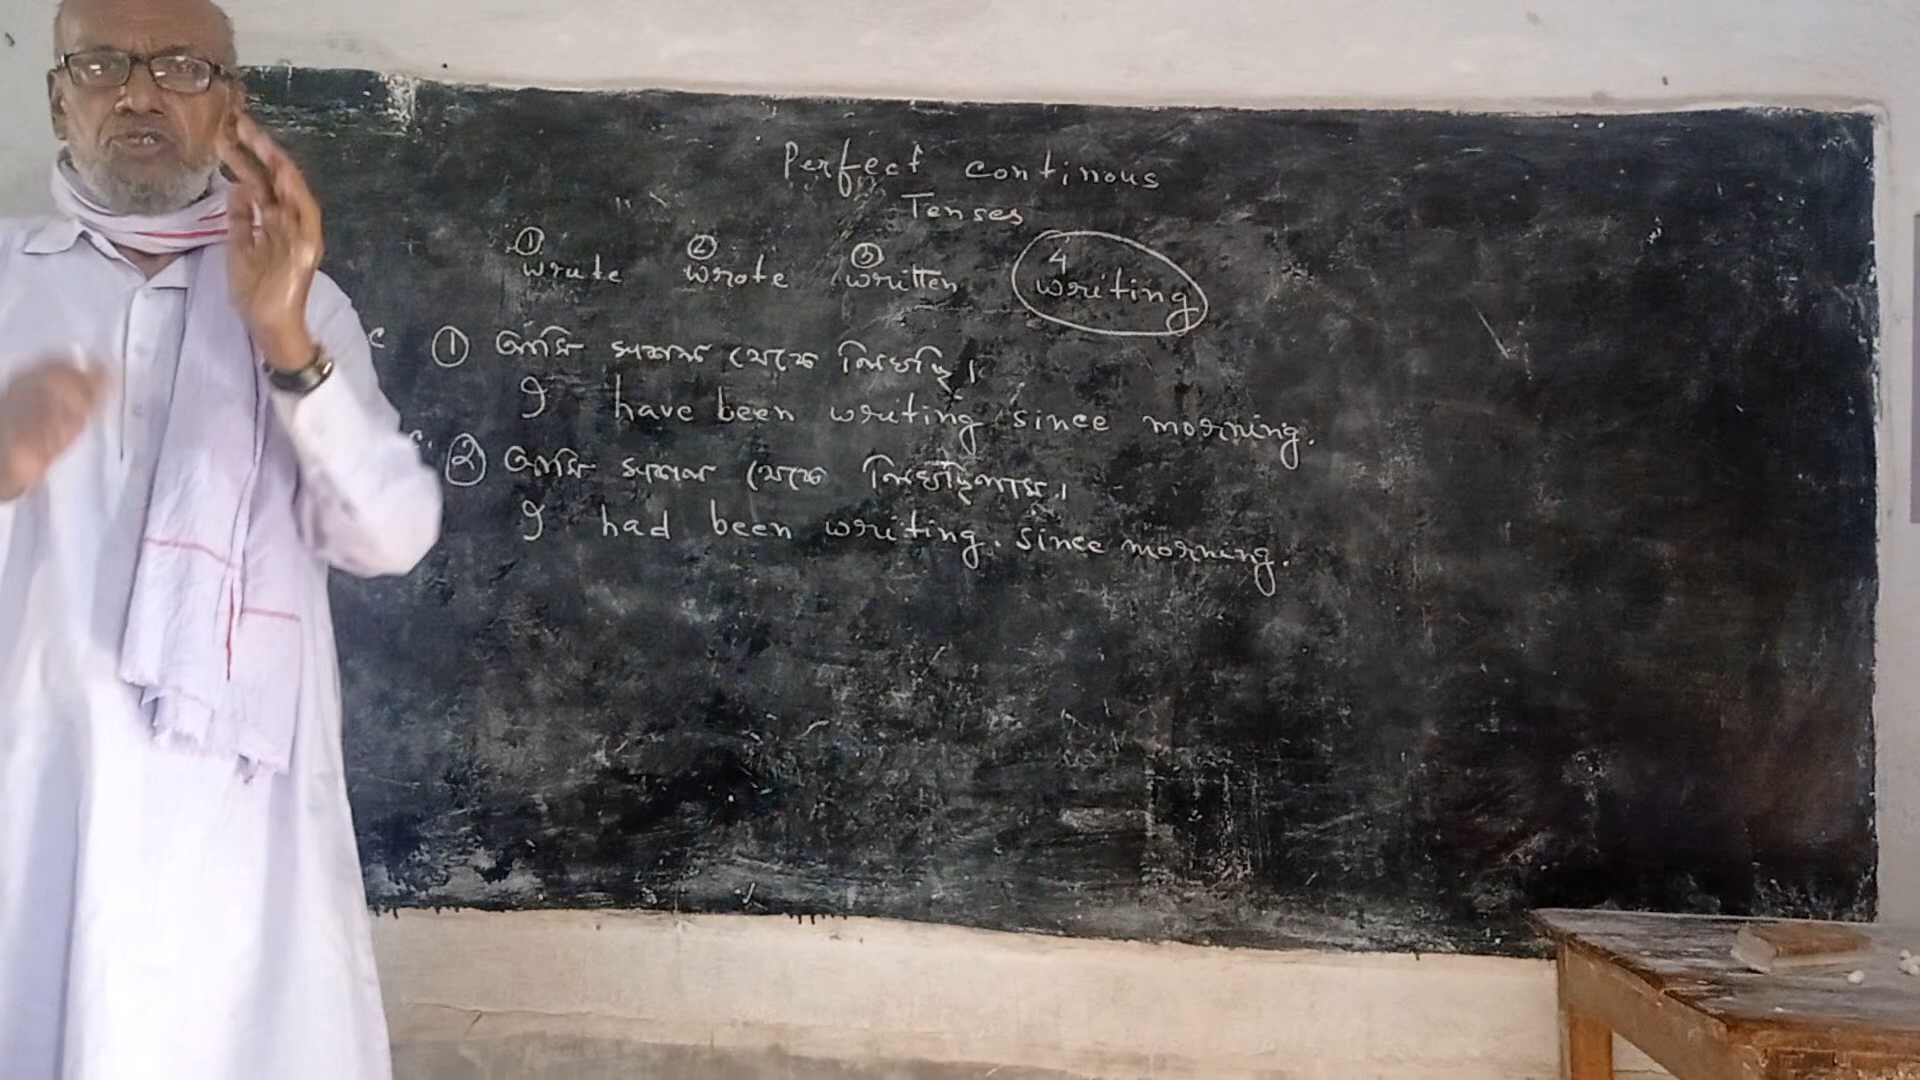 Perfect continous
Tenses
① write ② wrote ③ written 4 writing
① আমি সকাল থেকে লিখছি।
I have been writing since morning.
② আমি সকাল থেকে লিখছিলাম।
I had been writing. since morning.